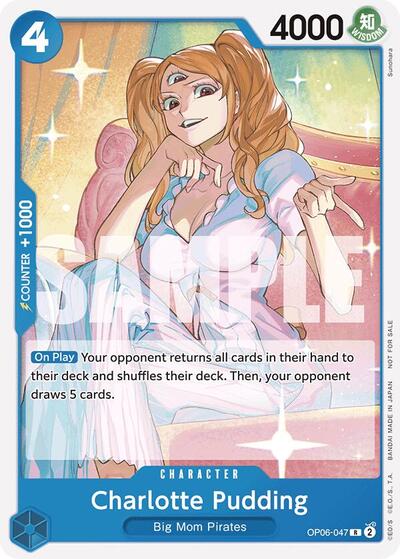 4
4000
知
WISDOM
Sunohara
COUNTER +1000
SAMPLE
On Play Your opponent returns all cards in their hand to
their deck and shuffles their deck. Then, your opponent
draws 5 cards.
CHARACTER
Charlotte Pudding
Big Mom Pirates
OP06-047 R 2
©E.O./S. ©E.O./S., T.A. BANDAI MADE IN JAPAN NOT FOR SALE